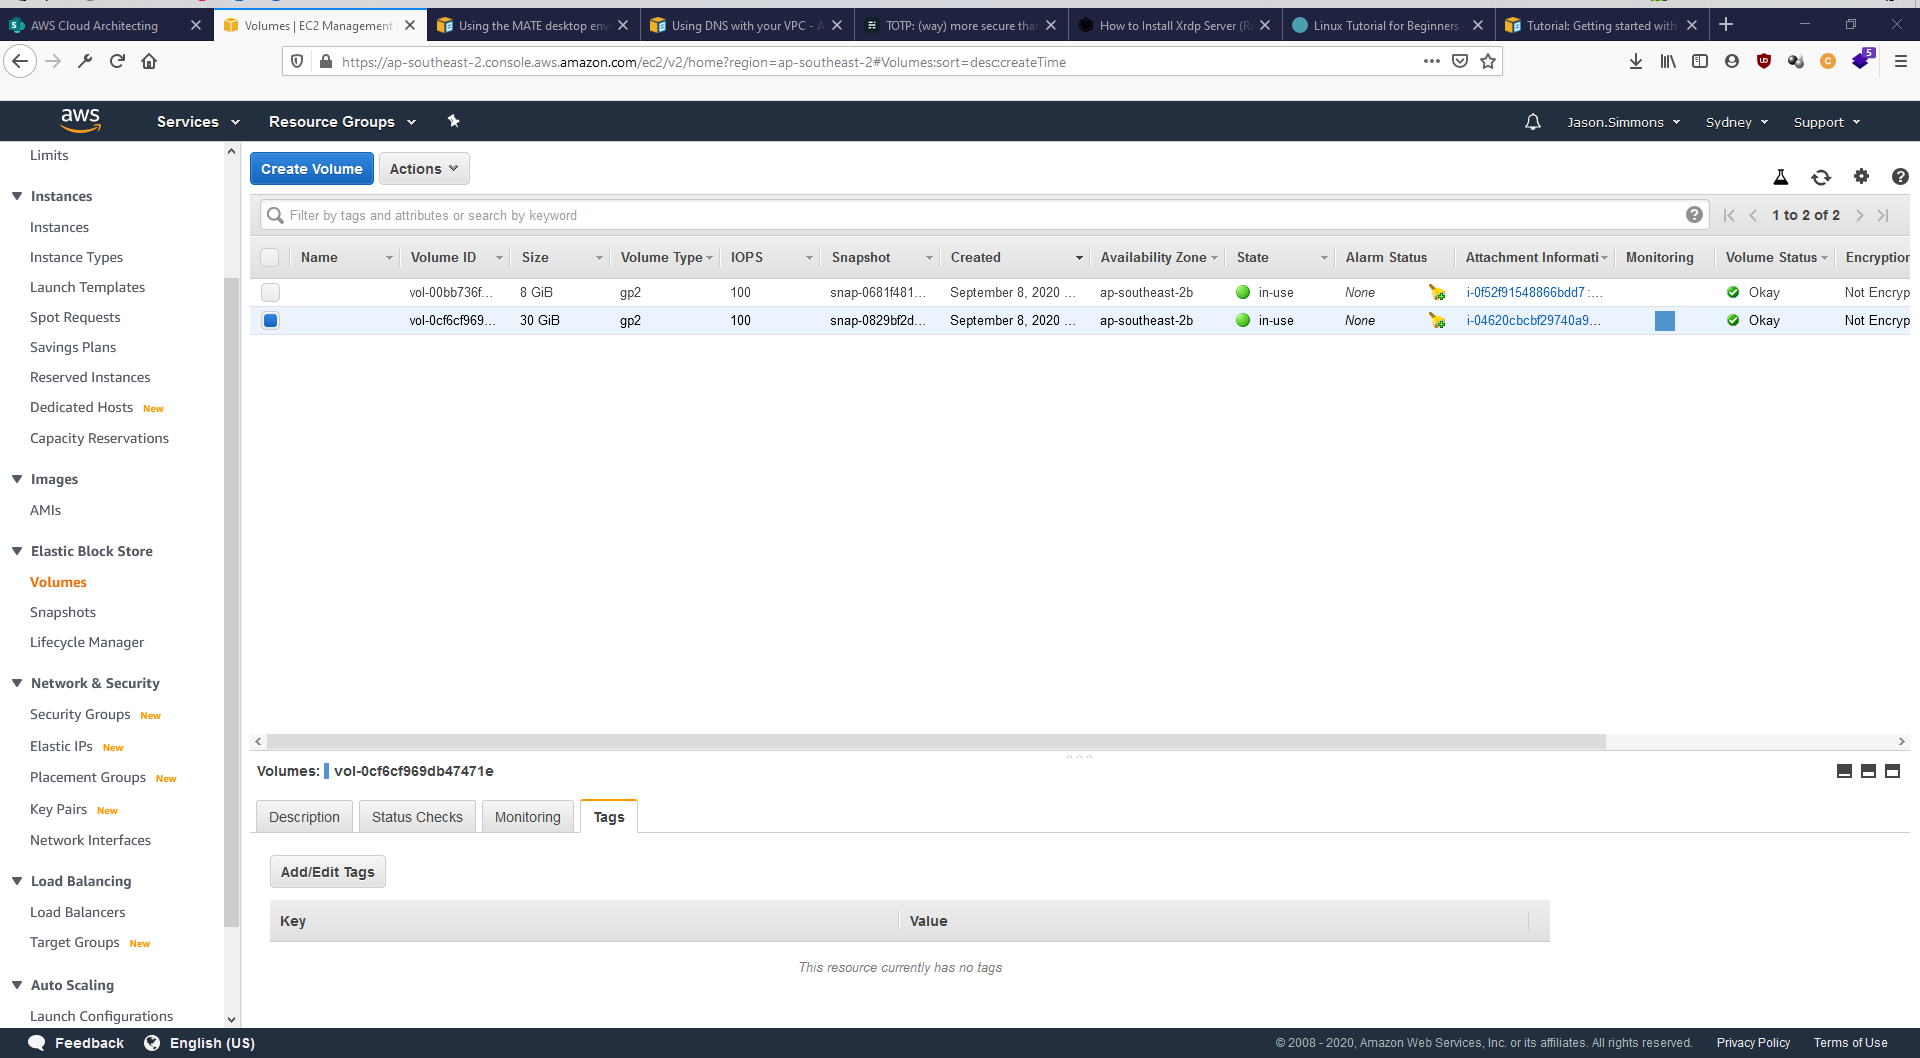 AWS Cloud Architecting
Volumes | EC2 Management
Using the MATE desktop env
Using DNS with your VPC - A
TOTP: (way) more secure tha
How to Install Xrdp Server (Re
Linux Tutorial for Beginners
Tutorial: Getting started with
https://ap-southeast-2.console.aws.amazon.com/ec2/v2/home?region=ap-southeast-2#Volumes:sort=desc:createTime
5
aws
Services
Resource Groups
Jason.Simmons
Sydney
Support
Limits
Instances
Instances
Instance Types
Launch Templates
Spot Requests
Savings Plans
Reserved Instances
Dedicated Hosts New
Capacity Reservations
Images
AMIs
Elastic Block Store
Volumes
Snapshots
Lifecycle Manager
Network & Security
Security Groups New
Elastic IPs New
Placement Groups New
Key Pairs New
Network Interfaces
Load Balancing
Load Balancers
Target Groups New
Auto Scaling
Launch Configurations
Create Volume
Actions
Filter by tags and attributes or search by keyword
1 to 2 of 2
Name Volume ID Size Volume Type IOPS Snapshot Created Availability Zone State Alarm Status Attachment Informati Monitoring Volume Status Encryption
vol-00bb736f... 8 GiB gp2 100 snap-0681f481... September 8, 2020 ... ap-southeast-2b in-use None i-0f52f91548866bdd7 :... Okay Not Encryp
vol-0cf6cf969... 30 GiB gp2 100 snap-0829bf2d... September 8, 2020 ... ap-southeast-2b in-use None i-04620cbcbf29740a9... Okay Not Encryp
Volumes: vol-0cf6cf969db47471e
Description
Status Checks
Monitoring
Tags
Add/Edit Tags
Key Value
This resource currently has no tags
Feedback
English (US)
© 2008 - 2020, Amazon Web Services, Inc. or its affiliates. All rights reserved.
Privacy Policy
Terms of Use